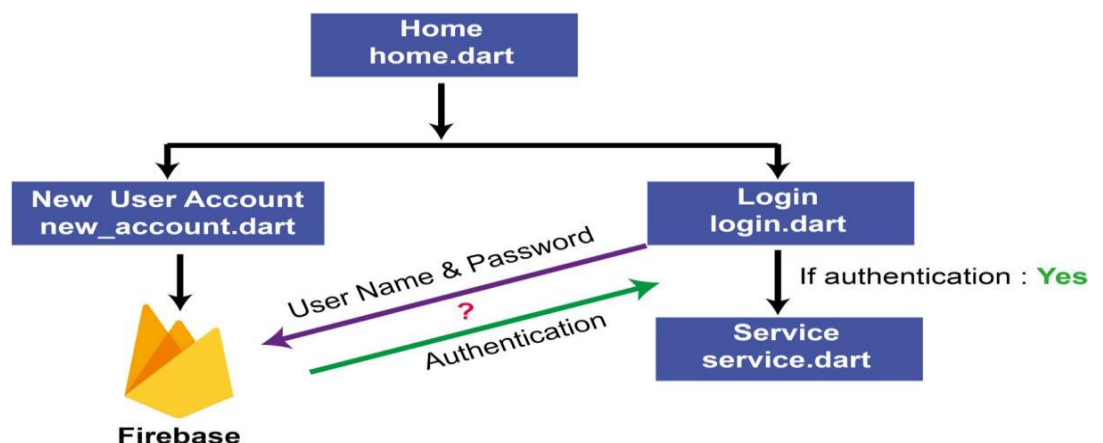 Home
home.dart
New User Account
new_account.dart
Login
login.dart
User Name & Password
?
Authentication
If authentication : Yes
Service
service.dart
Firebase